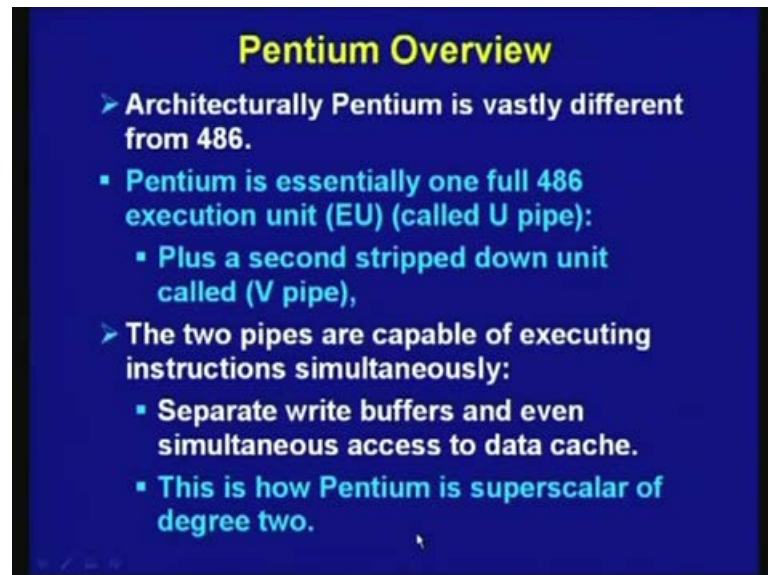 Pentium Overview
➢ Architecturally Pentium is vastly different
from 486.
▪ Pentium is essentially one full 486
execution unit (EU) (called U pipe):
▪ Plus a second stripped down unit
called (V pipe),
➢ The two pipes are capable of executing
instructions simultaneously:
▪ Separate write buffers and even
simultaneous access to data cache.
▪ This is how Pentium is superscalar of
degree two.